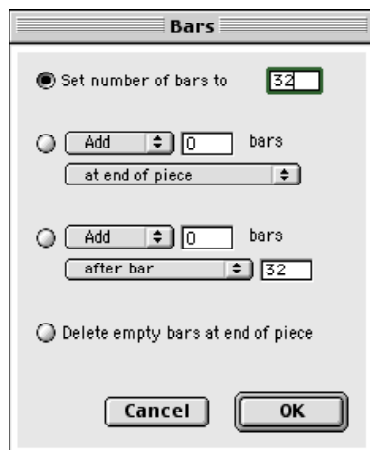 Bars
Set number of bars to 32
Add 0 bars
at end of piece
Add 0 bars
after bar 32
Delete empty bars at end of piece
Cancel OK